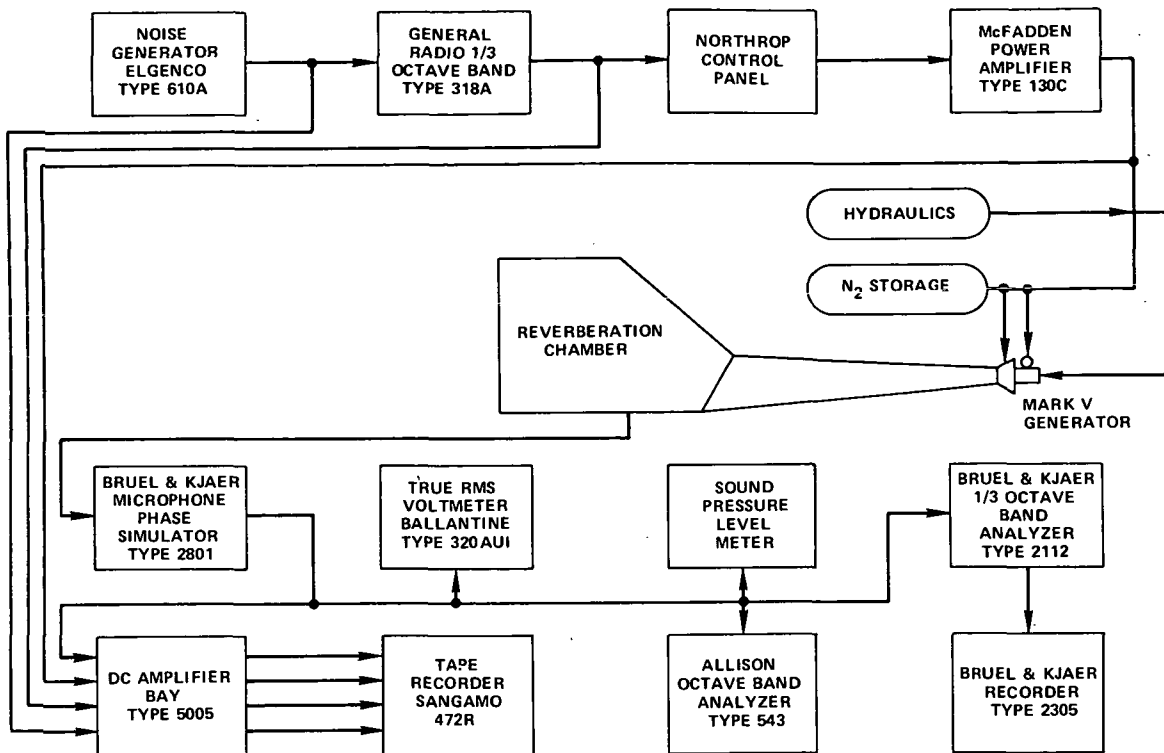 NOISE
GENERATOR
ELGENCO
TYPE 610A
GENERAL
RADIO 1/3
OCTAVE BAND
TYPE 318A
NORTHROP
CONTROL
PANEL
McFADDEN
POWER
AMPLIFIER
TYPE 130C
HYDRAULICS
N2 STORAGE
REVERBERATION
CHAMBER
MARK V
GENERATOR
BRUEL & KJAER
MICROPHONE
PHASE
SIMULATOR
TYPE 2801
TRUE RMS
VOLTMETER
BALLANTINE
TYPE 320AUI
SOUND
PRESSURE
LEVEL
METER
BRUEL & KJAER
1/3 OCTAVE
BAND
ANALYZER
TYPE 2112
DC AMPLIFIER
BAY
TYPE 5005
TAPE
RECORDER
SANGAMO
472R
ALLISON
OCTAVE BAND
ANALYZER
TYPE 543
BRUEL & KJAER
RECORDER
TYPE 2305